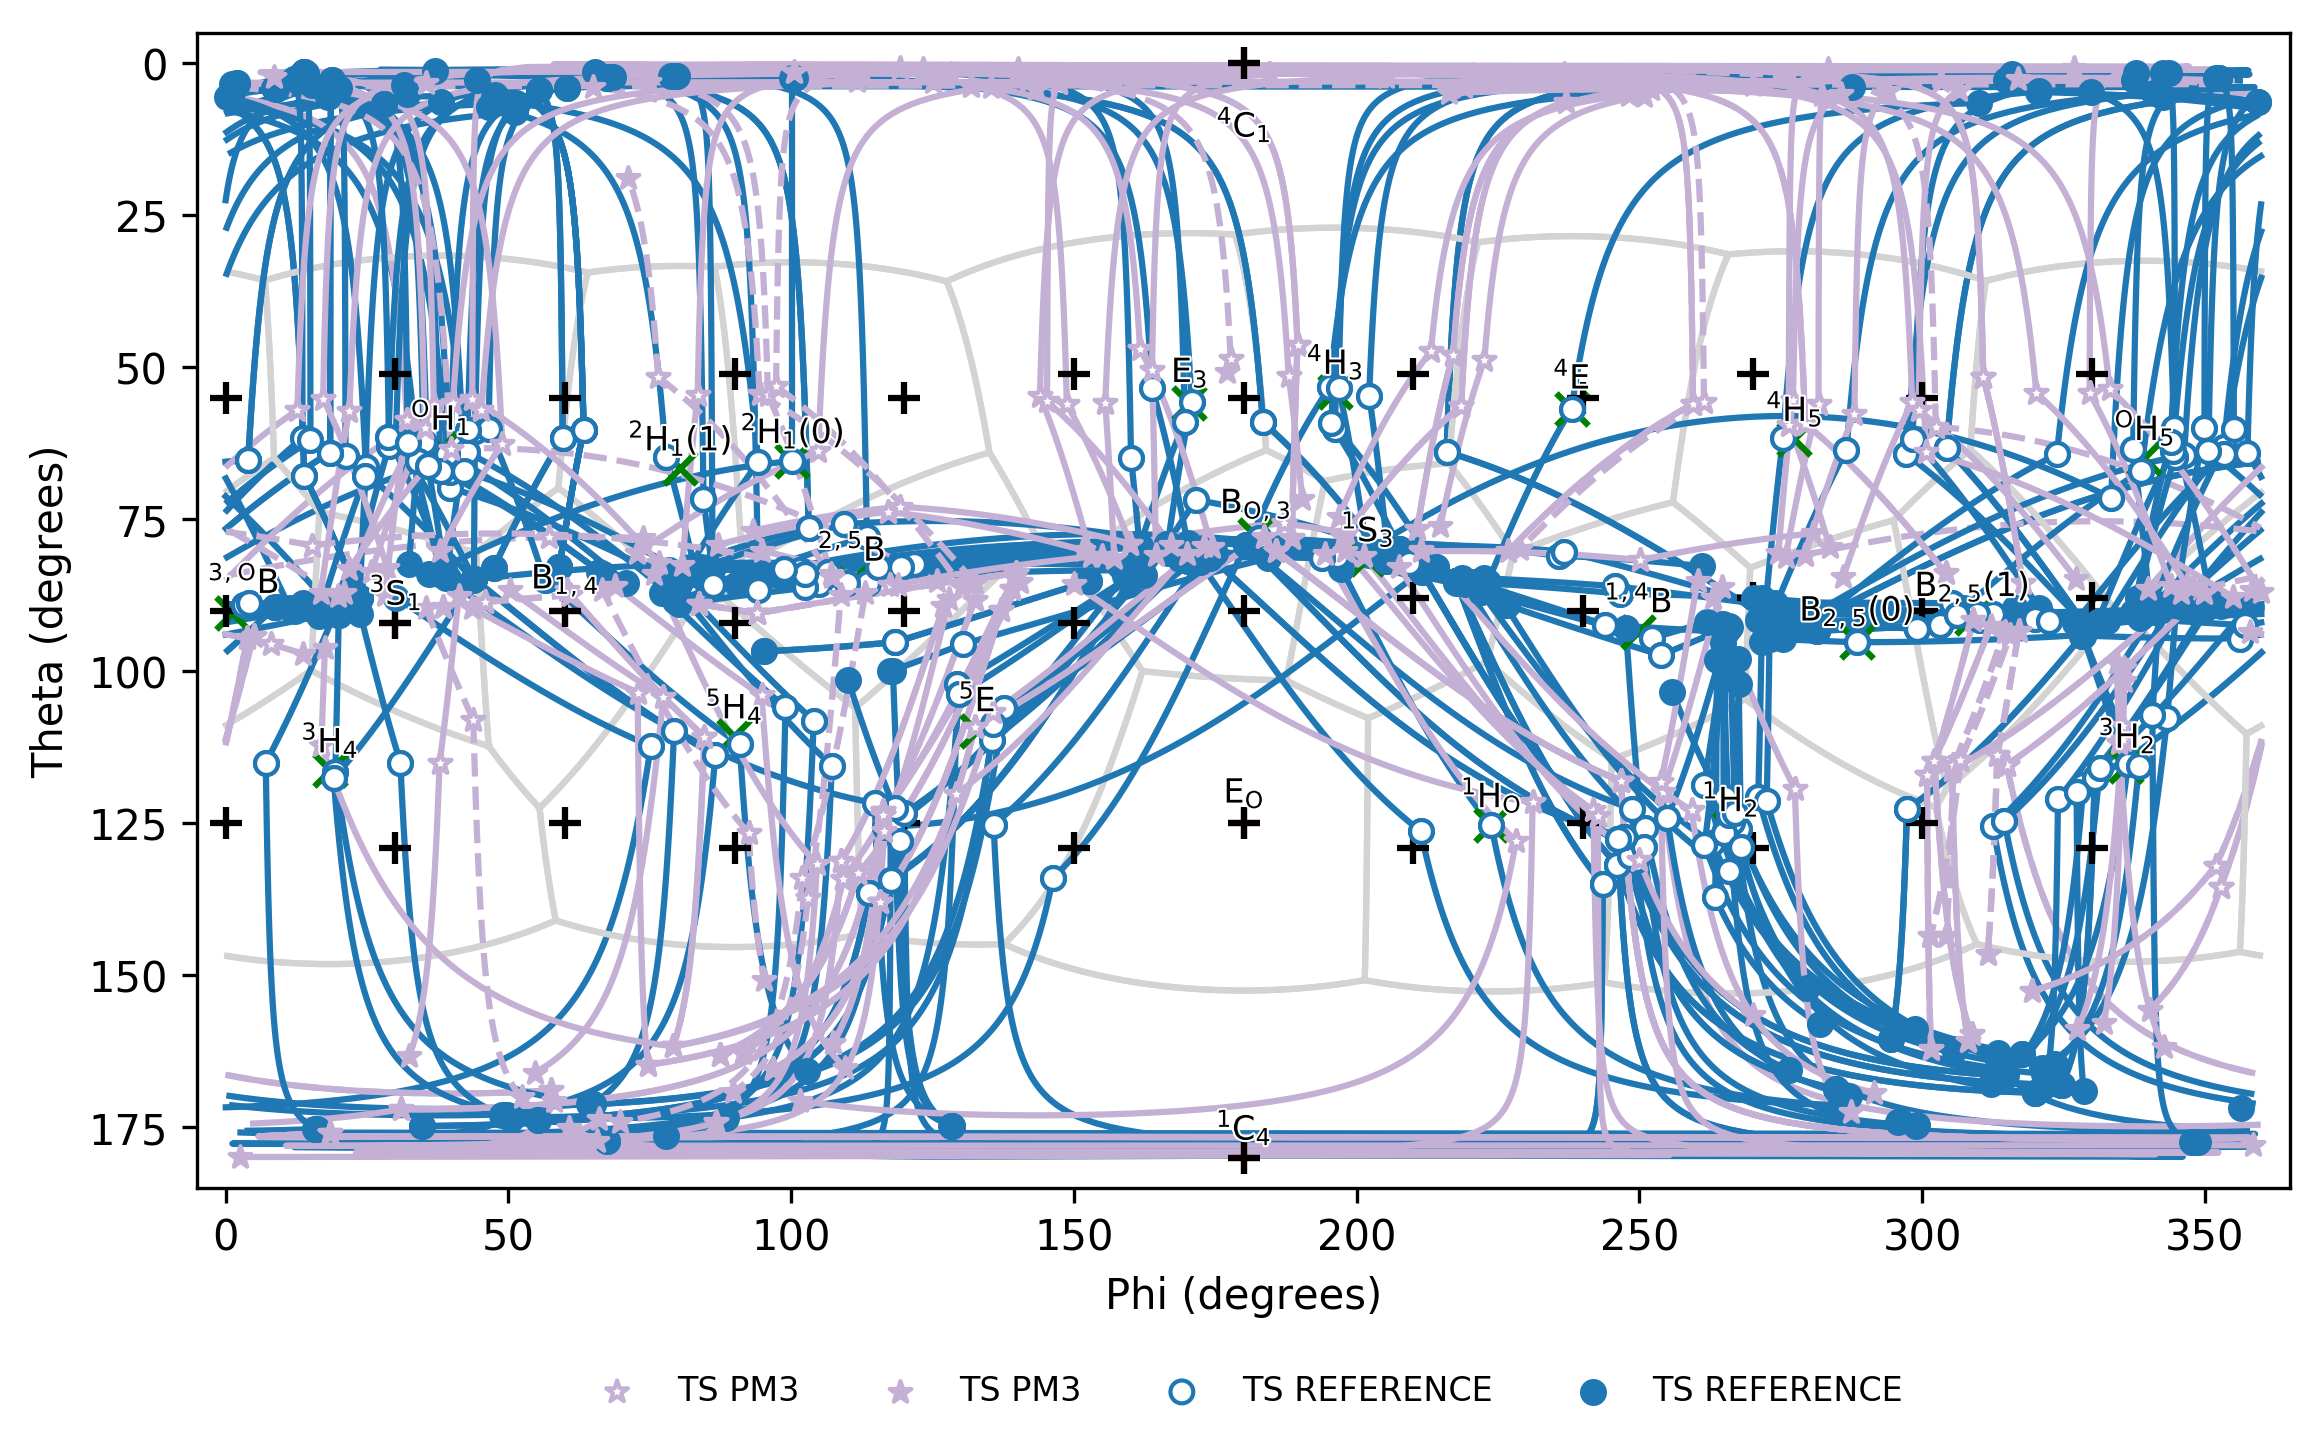 0
⁴C₁
25
50
E₃ ⁴H₃ ⁴E
ᴼH₁ ²H₁(1) ²H₁(0) ⁴H₅ ᴼH₅
75
B_O,₃ ¹S₃
²,⁵B
³,ᴼB ³S₁ B₁,₄ ¹,⁴B B₂,₅(0) B₂,₅(1)
100
³H₄ ⁵H₄ ⁵E ³H₂
E_O ¹H_O ¹H₂
125
150
175
¹C₄
0 50 100 150 200 250 300 350
Theta (degrees)
Phi (degrees)
TS PM3 TS PM3 TS REFERENCE TS REFERENCE